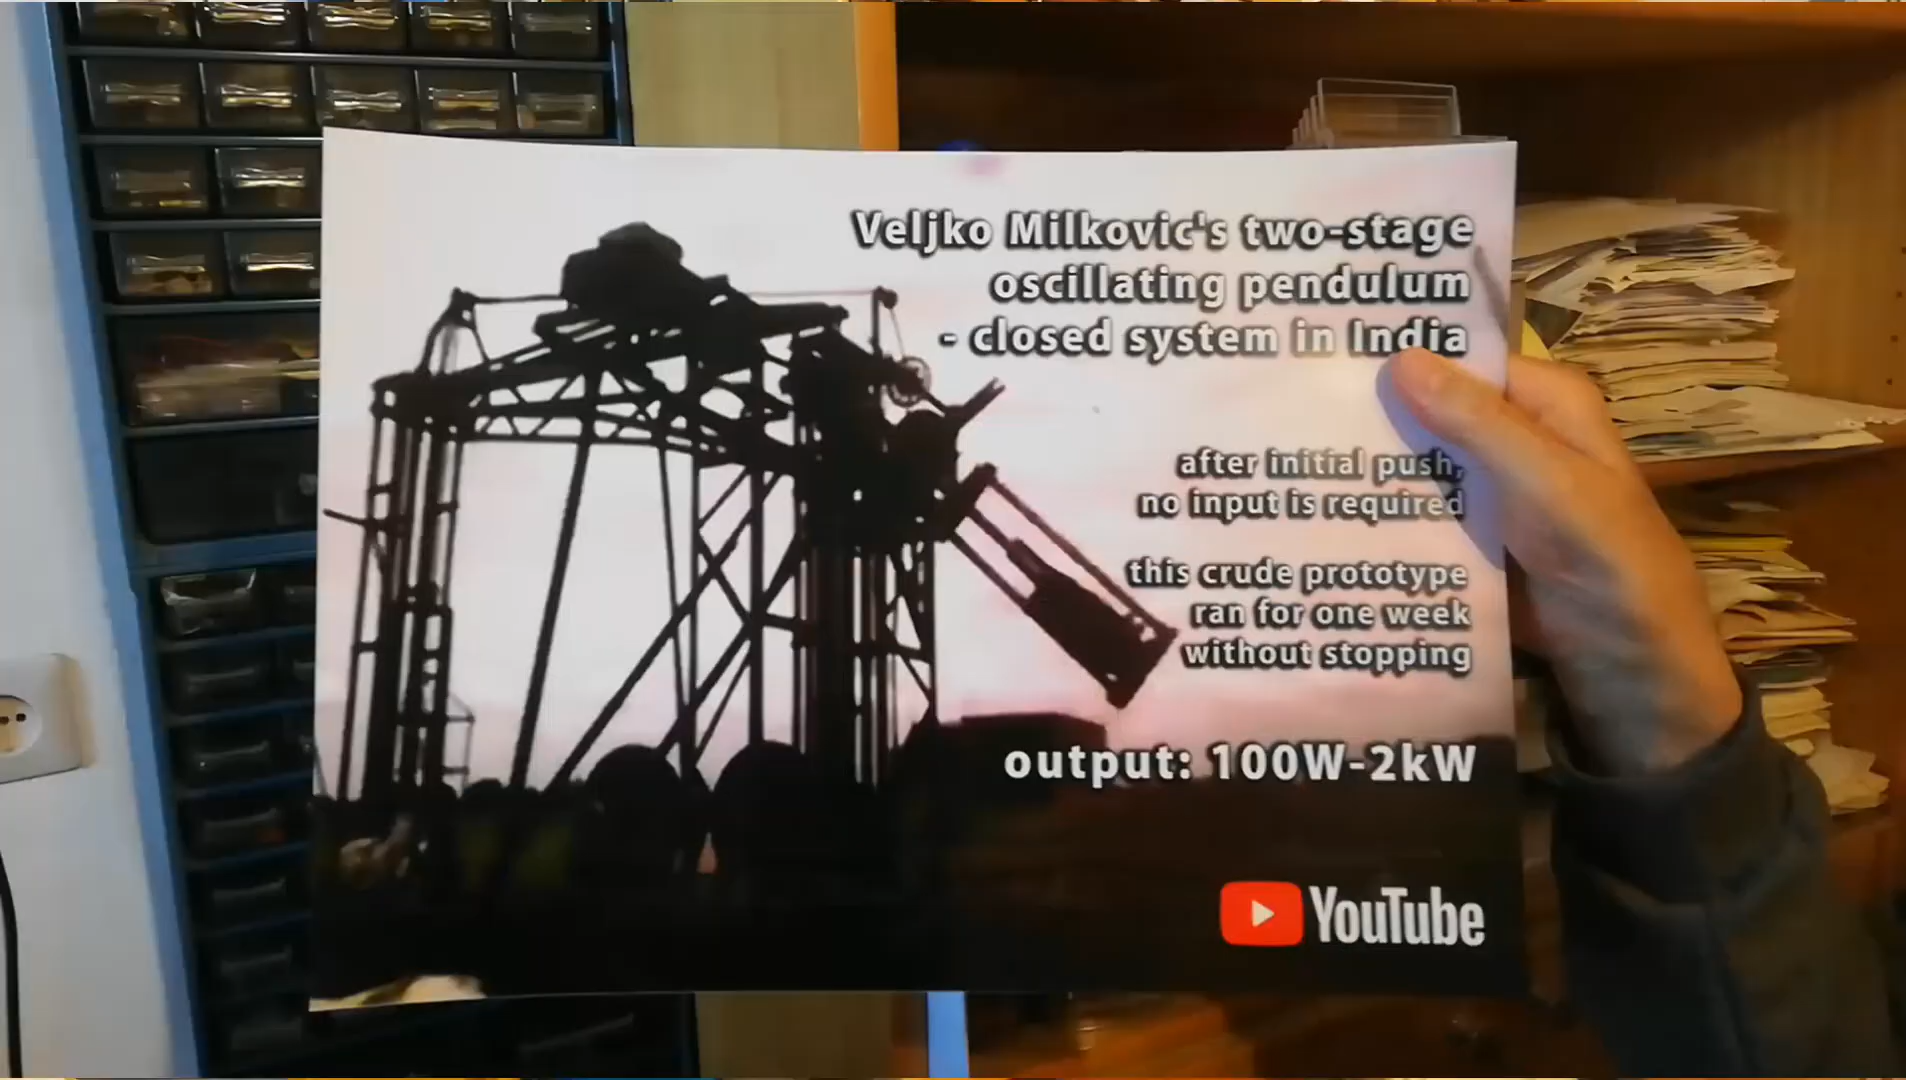 Veljko Milkovic's two-stage
oscillating pendulum
- closed system in India
after initial push,
no input is required
this crude prototype
ran for one week
without stopping
output: 100W-2kW
YouTube